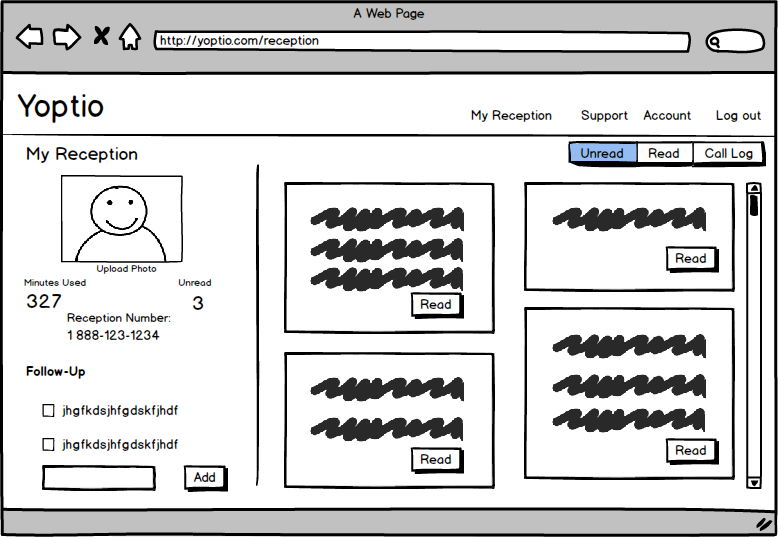 A Web Page
http://yoptio.com/reception
Yoptio
My Reception Support Account Log out
My Reception
Unread Read Call Log
Upload Photo
Minutes Used Unread
327 3
Reception Number:
1 888-123-1234
Follow-Up
jhgfkdsjhfgdskfjhdf
jhgfkdsjhfgdskfjhdf
Add
Read
Read
Read
Read